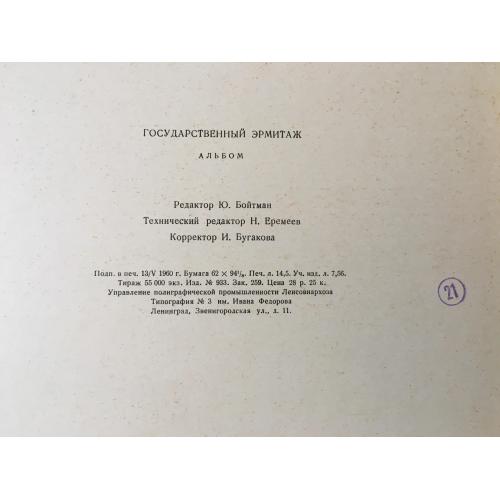 ГОСУДАРСТВЕННЫЙ ЭРМИТАЖ
АЛЬБОМ
Редактор Ю. Бойтман
Технический редактор Н. Еремеев
Корректор И. Бугакова
Подп. в печ. 13/V 1960 г. Бумага 62 × 94¹/₈. Печ. л. 14,5. Уч. изд. л. 7,56.
Тираж 55 000 экз. Изд. № 933. Зак. 259. Цена 28 р. 25 к.
Управление полиграфической промышленности Ленсовнархоза
Типография № 3 им. Ивана Федорова
Ленинград, Звенигородская ул., д. 11.
21